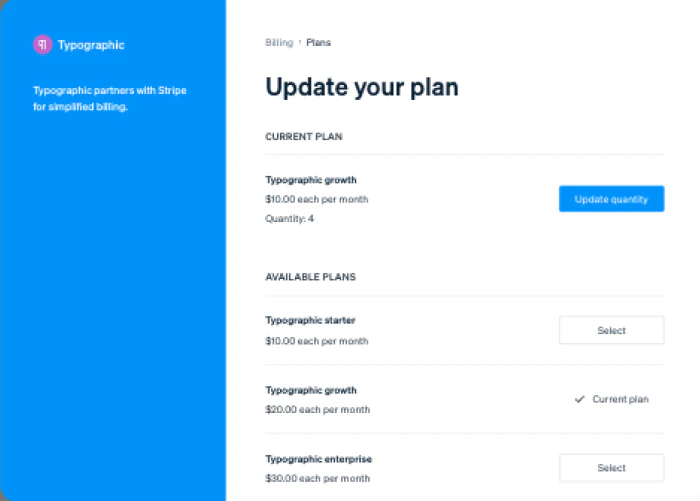 Typographic
Typographic partners with Stripe
for simplified billing.
Billing › Plans
Update your plan
CURRENT PLAN
Typographic growth
$10.00 each per month
Quantity: 4
Update quantity
AVAILABLE PLANS
Typographic starter
$10.00 each per month
Select
Typographic growth
$20.00 each per month
Current plan
Typographic enterprise
$30.00 each per month
Select